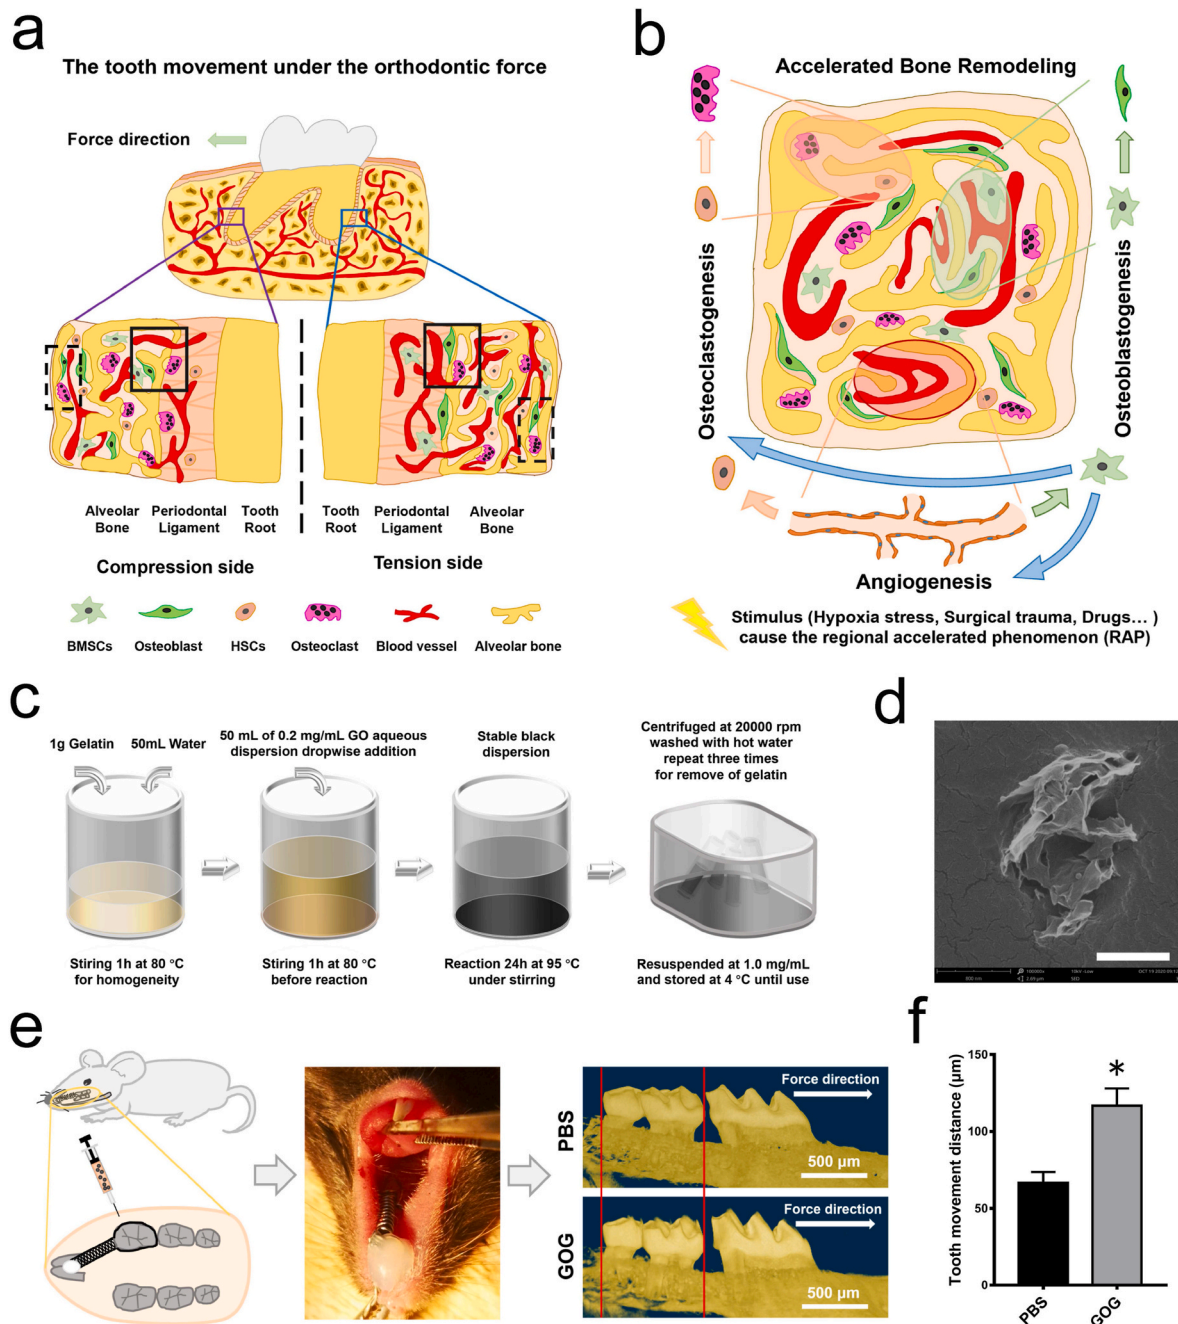 a
The tooth movement under the orthodontic force
Force direction
Alveolar
Bone
Periodontal
Ligament
Tooth
Root
Tooth
Root
Periodontal
Ligament
Alveolar
Bone
Compression side
Tension side
BMSCs
Osteoblast
HSCs
Osteoclast
Blood vessel
Alveolar bone
b
Accelerated Bone Remodeling
Osteoclastogenesis
Osteoblastogenesis
Angiogenesis
Stimulus (Hypoxia stress, Surgical trauma, Drugs... )
cause the regional accelerated phenomenon (RAP)
c
1g Gelatin
50mL Water
Stiring 1h at 80 °C
for homogeneity
50 mL of 0.2 mg/mL GO aqueous
dispersion dropwise addition
Stiring 1h at 80 °C
before reaction
Stable black
dispersion
Reaction 24h at 95 °C
under stirring
Centrifuged at 20000 rpm
washed with hot water
repeat three times
for remove of gelatin
Resuspended at 1.0 mg/mL
and stored at 4 °C until use
d
e
PBS
Force direction
500 µm
GOG
Force direction
500 µm
f
Tooth movement distance (µm)
150
100
50
0
*
PBS
GOG